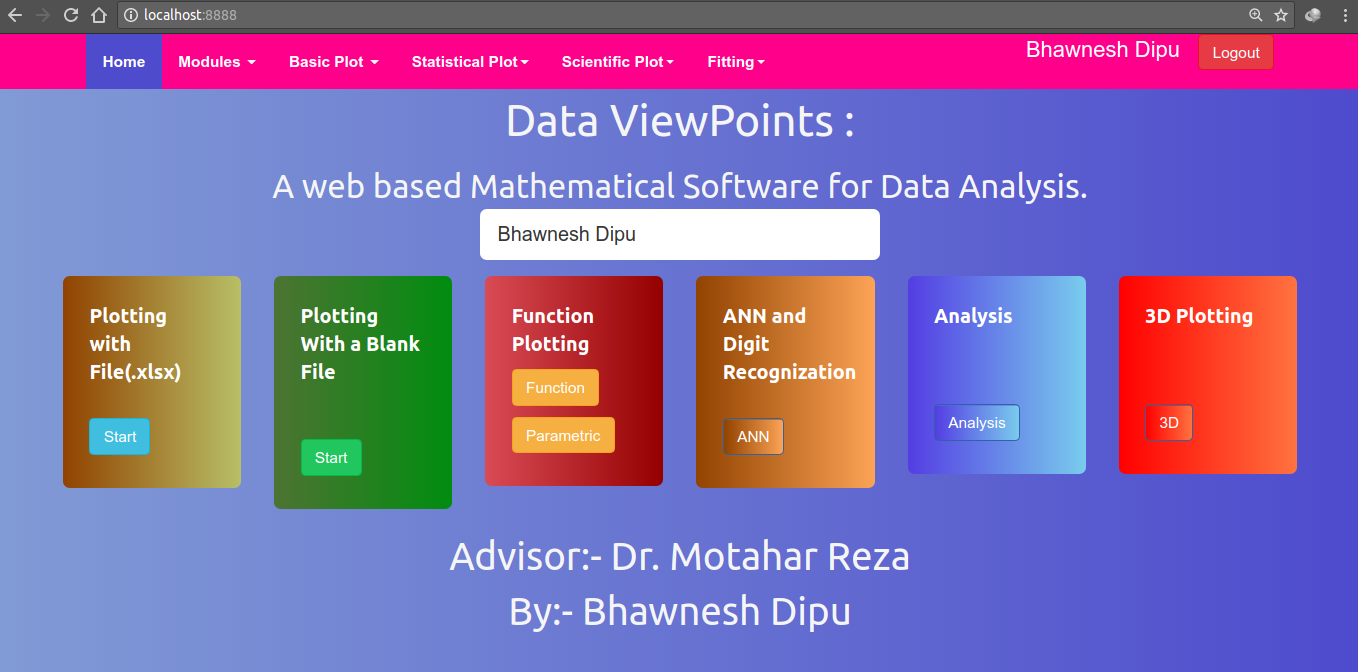 localhost:8888
Home Modules Basic Plot Statistical Plot Scientific Plot Fitting Bhawnesh Dipu Logout
Data ViewPoints :
A web based Mathematical Software for Data Analysis.
Bhawnesh Dipu
Plotting
with
File(.xlsx)
Start
Plotting
With a Blank
File
Start
Function
Plotting
Function
Parametric
ANN and
Digit
Recognization
ANN
Analysis
Analysis
3D Plotting
3D
Advisor:- Dr. Motahar Reza
By:- Bhawnesh Dipu